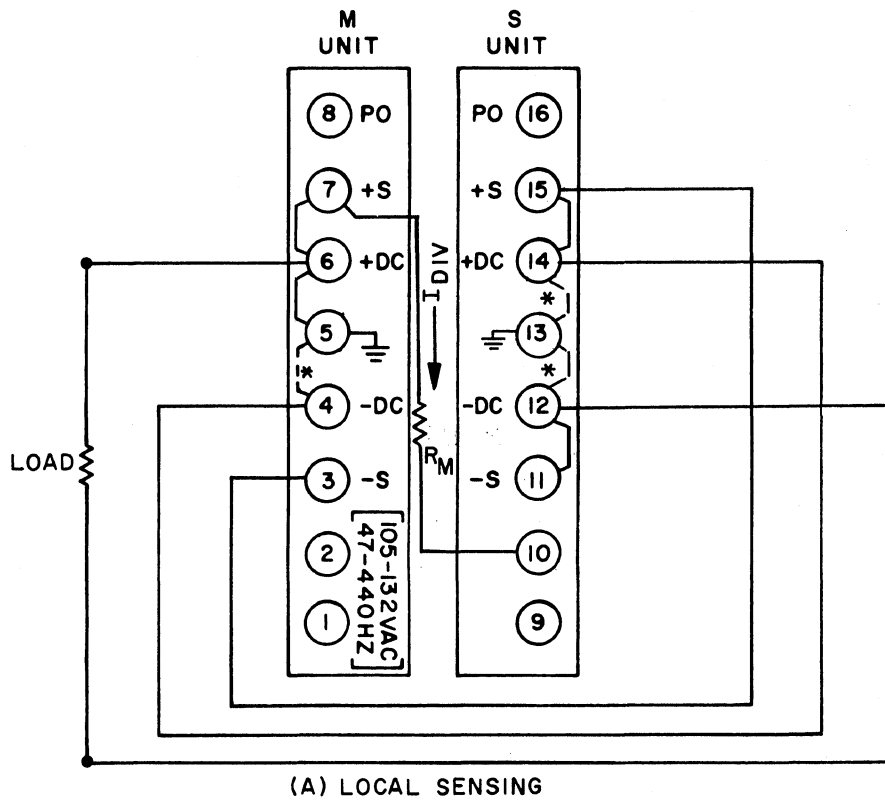 M UNIT
S UNIT
8 PO
PO 16
7 +S
+S 15
6 +DC
+DC 14
I DIV
5
13
*
*
*
4 -DC
-DC 12
LOAD
RM
3 -S
-S 11
2
10
1
9
105-132VAC
47-440HZ
(A) LOCAL SENSING